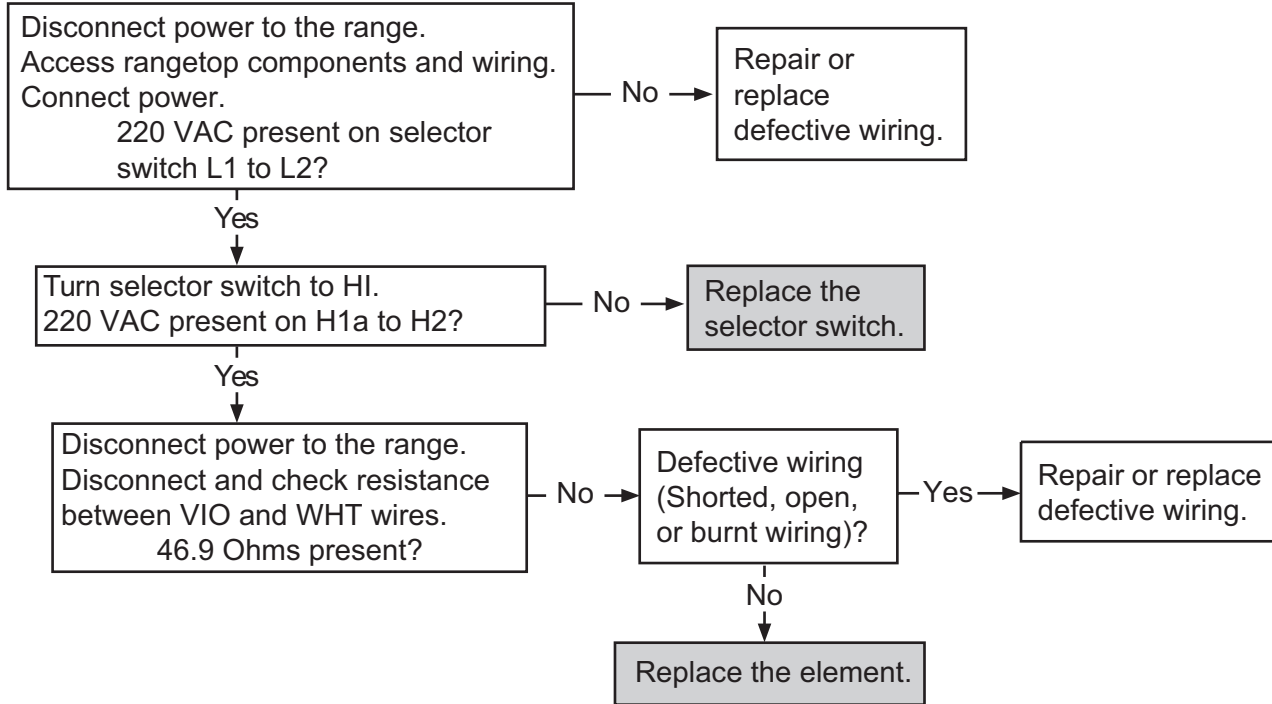 Disconnect power to the range.
Access rangetop components and wiring.
Connect power.
220 VAC present on selector
switch L1 to L2?
No
Repair or
replace
defective wiring.
Yes
Turn selector switch to HI.
220 VAC present on H1a to H2?
No
Replace the
selector switch.
Yes
Disconnect power to the range.
Disconnect and check resistance
between VIO and WHT wires.
46.9 Ohms present?
No
Defective wiring
(Shorted, open,
or burnt wiring)?
Yes
Repair or replace
defective wiring.
No
Replace the element.